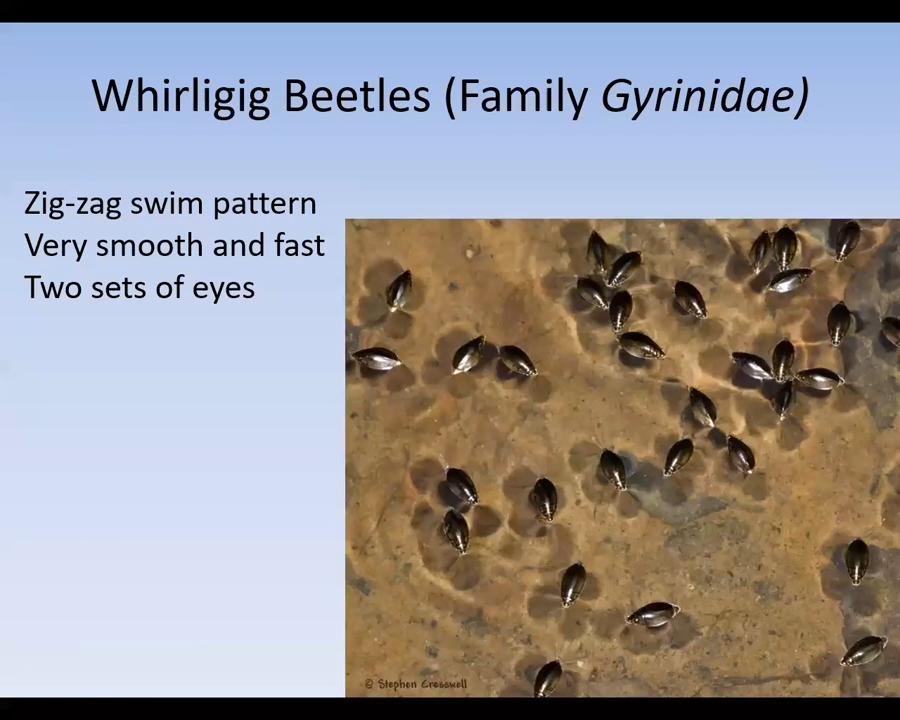 Whirligig Beetles (Family Gyrinidae)
Zig-zag swim pattern
Very smooth and fast
Two sets of eyes
© Stephen Cresswell